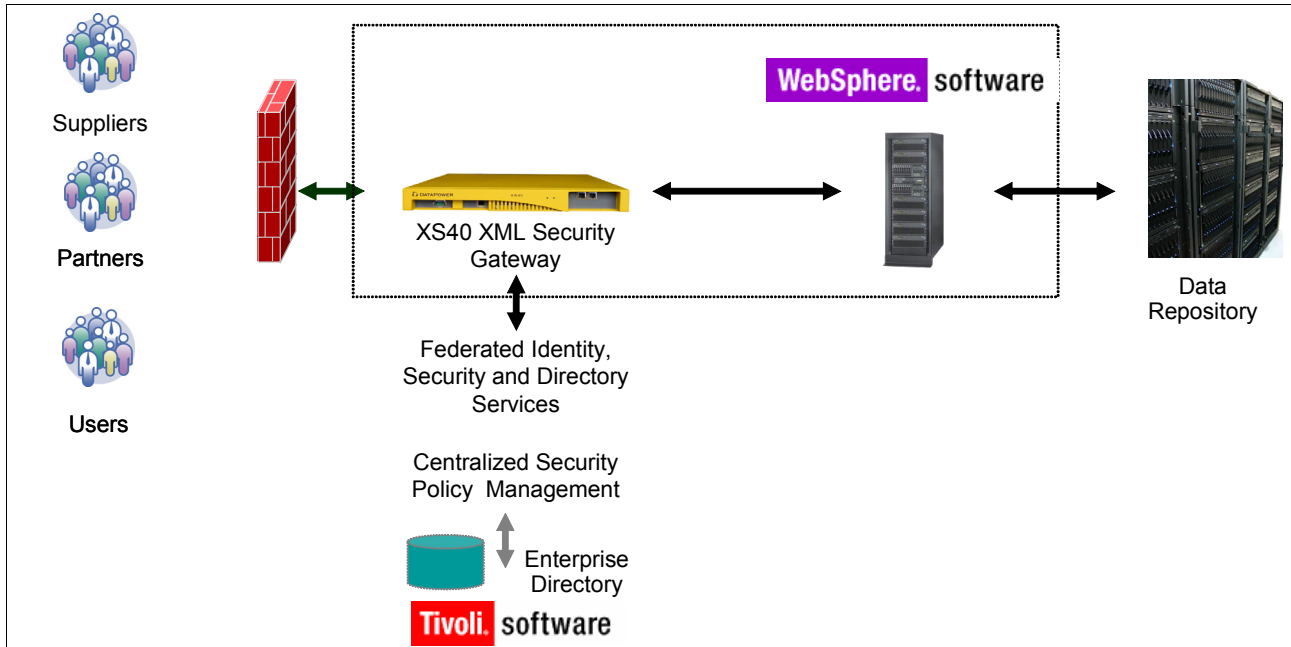 Suppliers
Partners
Users
DATAPOWER
XS40 XML Security
Gateway
WebSphere. software
Data
Repository
Federated Identity,
Security and Directory
Services
Centralized Security
Policy  Management
Enterprise
Directory
Tivoli. software